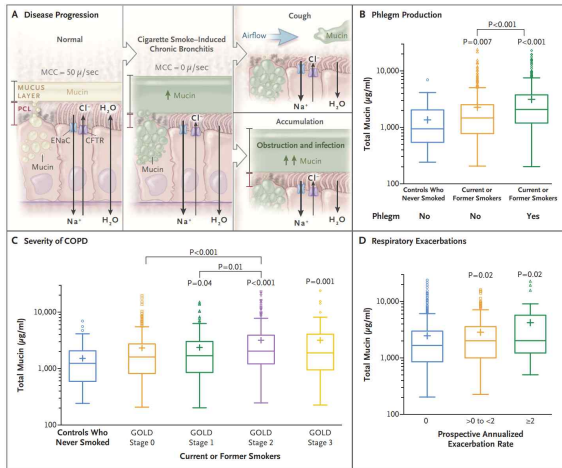 A Disease Progression
Normal
MCC = 50 μ/sec
MUCUS
LAYER
Mucin
PCL
Cl⁻
H₂O
ENaC
CFTR
Mucin
Na⁺
H₂O
Cigarette Smoke–Induced
Chronic Bronchitis
MCC = 0 μ/sec
↑ Mucin
Mucin
Na⁺
H₂O
Cough
Airflow
Mucin
Cl⁻
Na⁺
H₂O
Accumulation
Obstruction and infection
↑↑ Mucin
Cl⁻
Na⁺
H₂O
B Phlegm Production
P<0.001
P=0.007
P<0.001
Total Mucin (μg/ml)
10,000
1,000
100
Controls Who
Never Smoked
Current or
Former Smokers
Current or
Former Smokers
Phlegm
No
No
Yes
C Severity of COPD
P<0.001
P=0.01
P=0.04
P<0.001
P=0.001
Total Mucin (μg/ml)
10,000
1,000
100
Controls Who
Never Smoked
GOLD
Stage 0
GOLD
Stage 1
GOLD
Stage 2
GOLD
Stage 3
Current or Former Smokers
D Respiratory Exacerbations
P=0.02
P=0.02
Total Mucin (μg/ml)
10,000
1,000
100
0
>0 to <2
≥2
Prospective Annualized
Exacerbation Rate